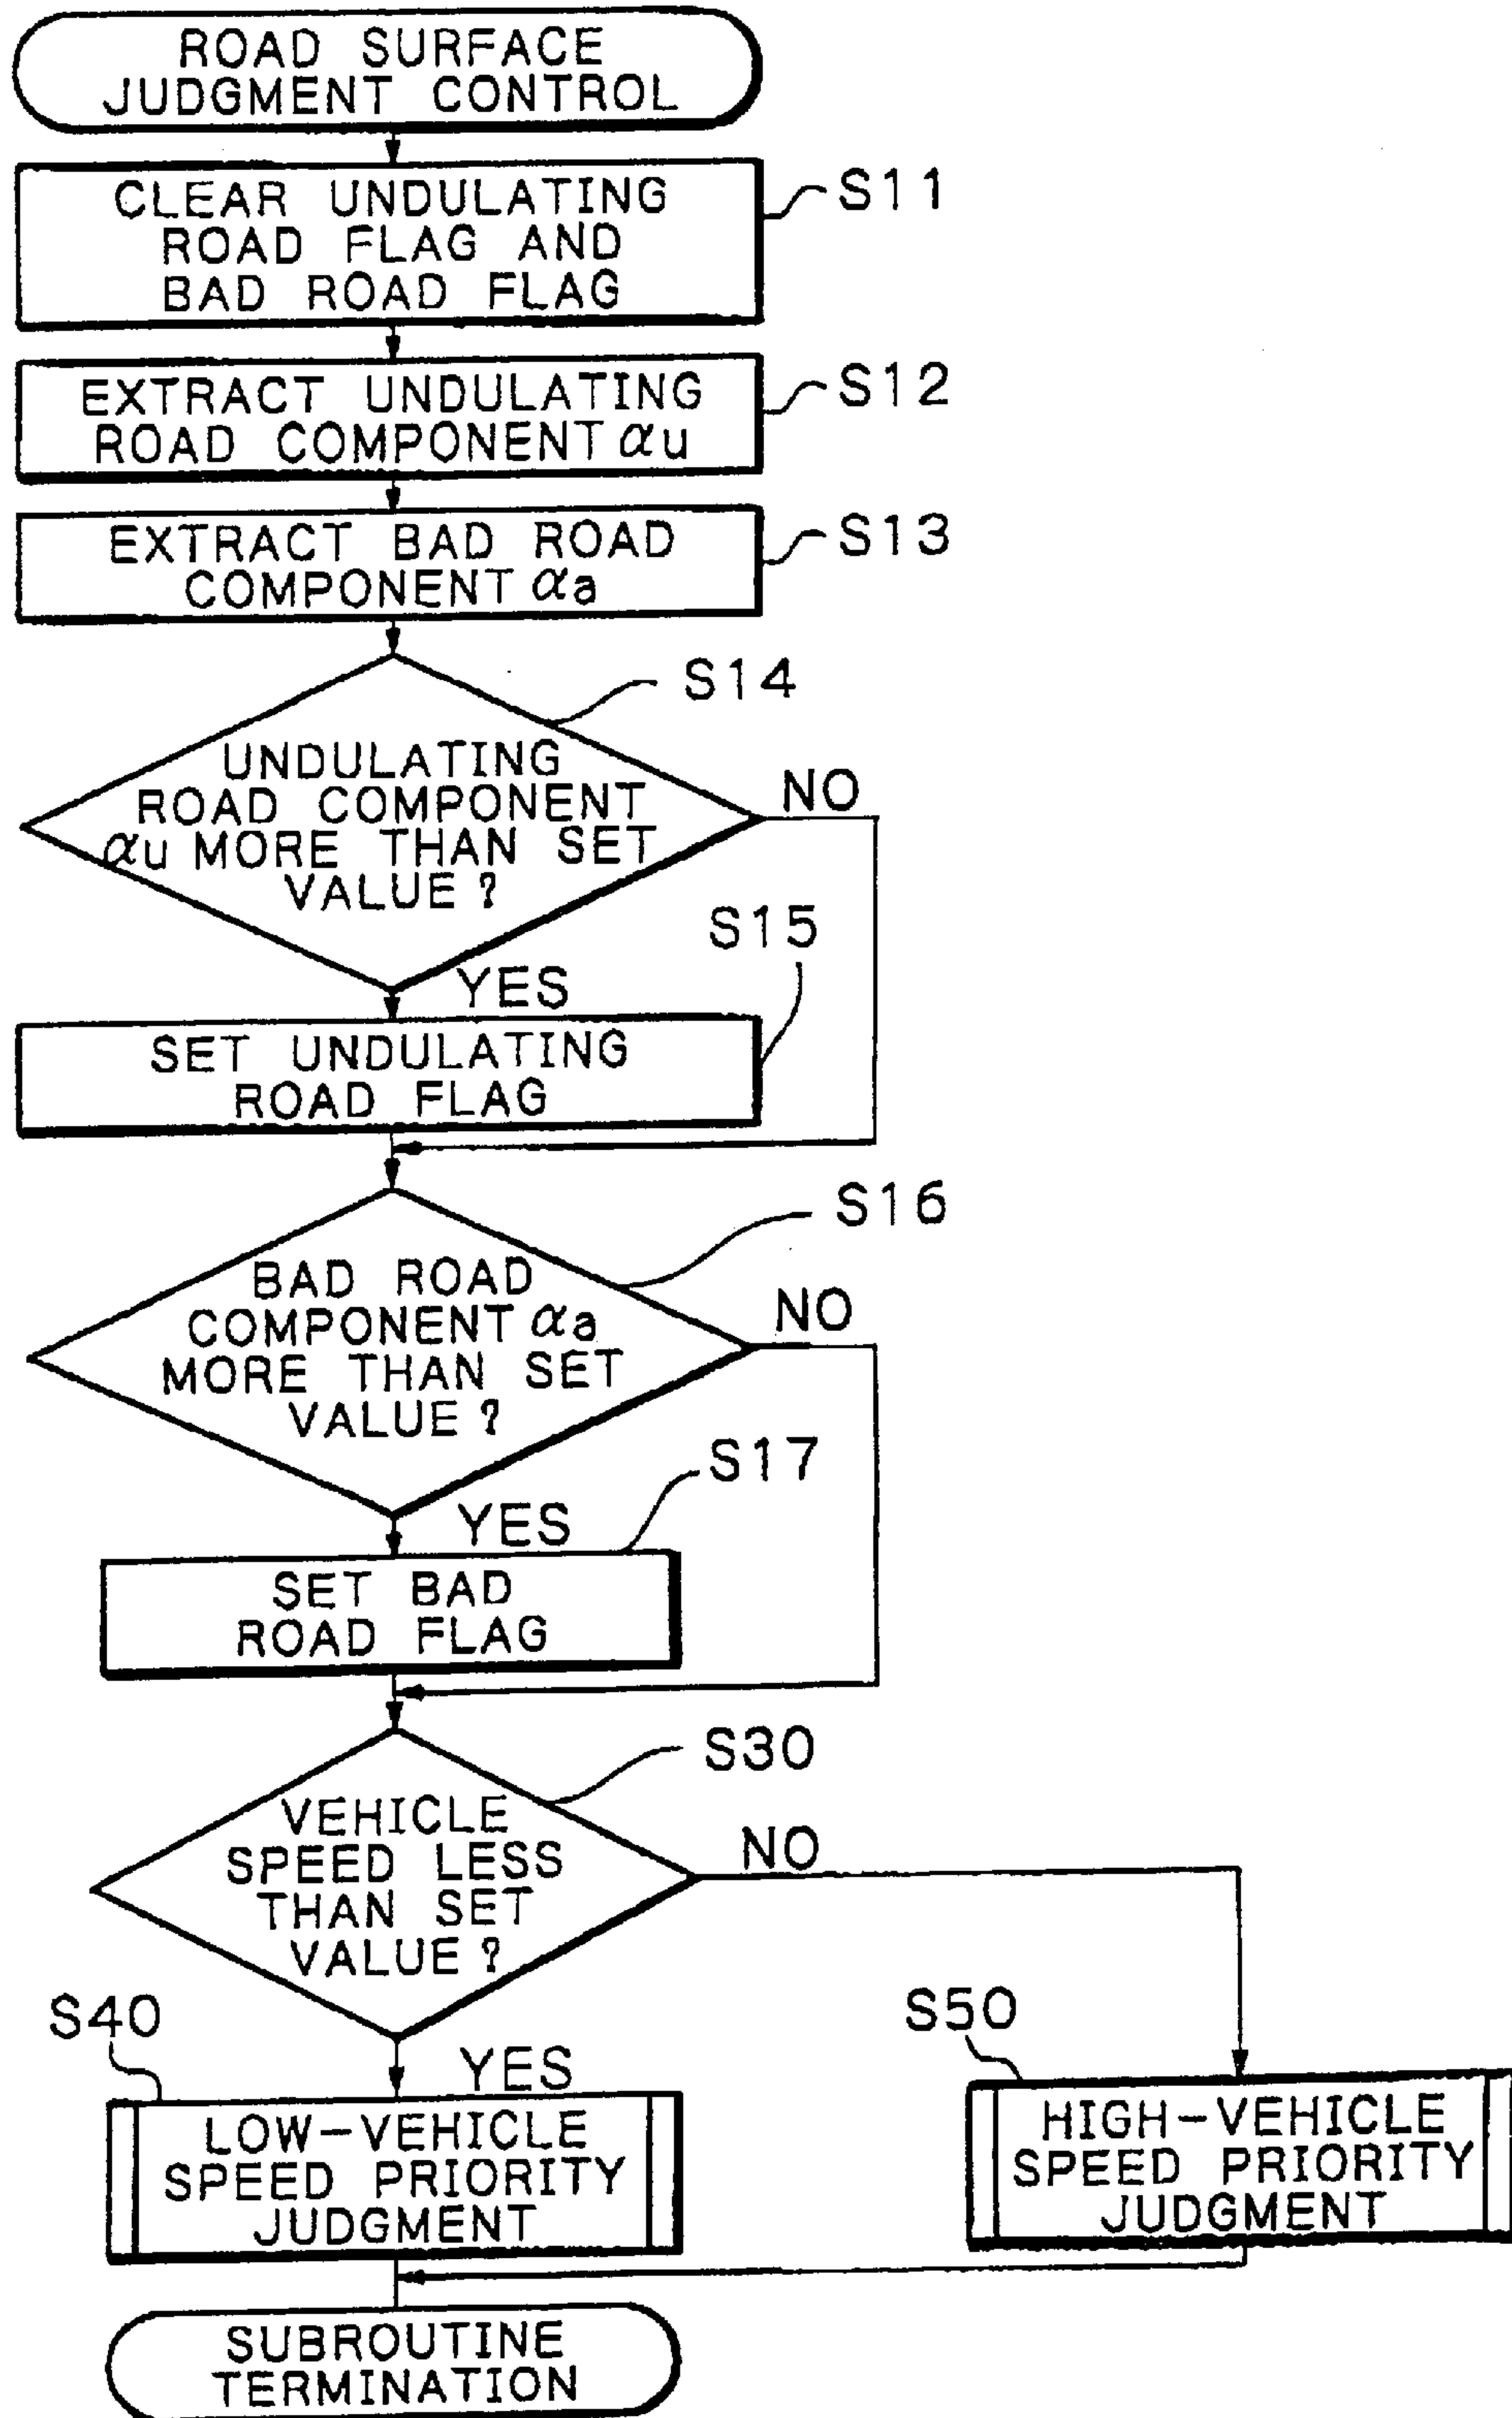 ROAD SURFACE
JUDGMENT CONTROL
CLEAR UNDULATING
ROAD FLAG AND
BAD ROAD FLAG
S11
EXTRACT UNDULATING
ROAD COMPONENT αu
S12
EXTRACT BAD ROAD
COMPONENT αa
S13
S14
UNDULATING
ROAD COMPONENT
αu MORE THAN SET
VALUE?
NO
YES
S15
SET UNDULATING
ROAD FLAG
S16
BAD ROAD
COMPONENT αa
MORE THAN SET
VALUE?
NO
YES
S17
SET BAD
ROAD FLAG
S30
VEHICLE
SPEED LESS
THAN SET
VALUE?
NO
YES
S40
LOW-VEHICLE
SPEED PRIORITY
JUDGMENT
S50
HIGH-VEHICLE
SPEED PRIORITY
JUDGMENT
SUBROUTINE
TERMINATION